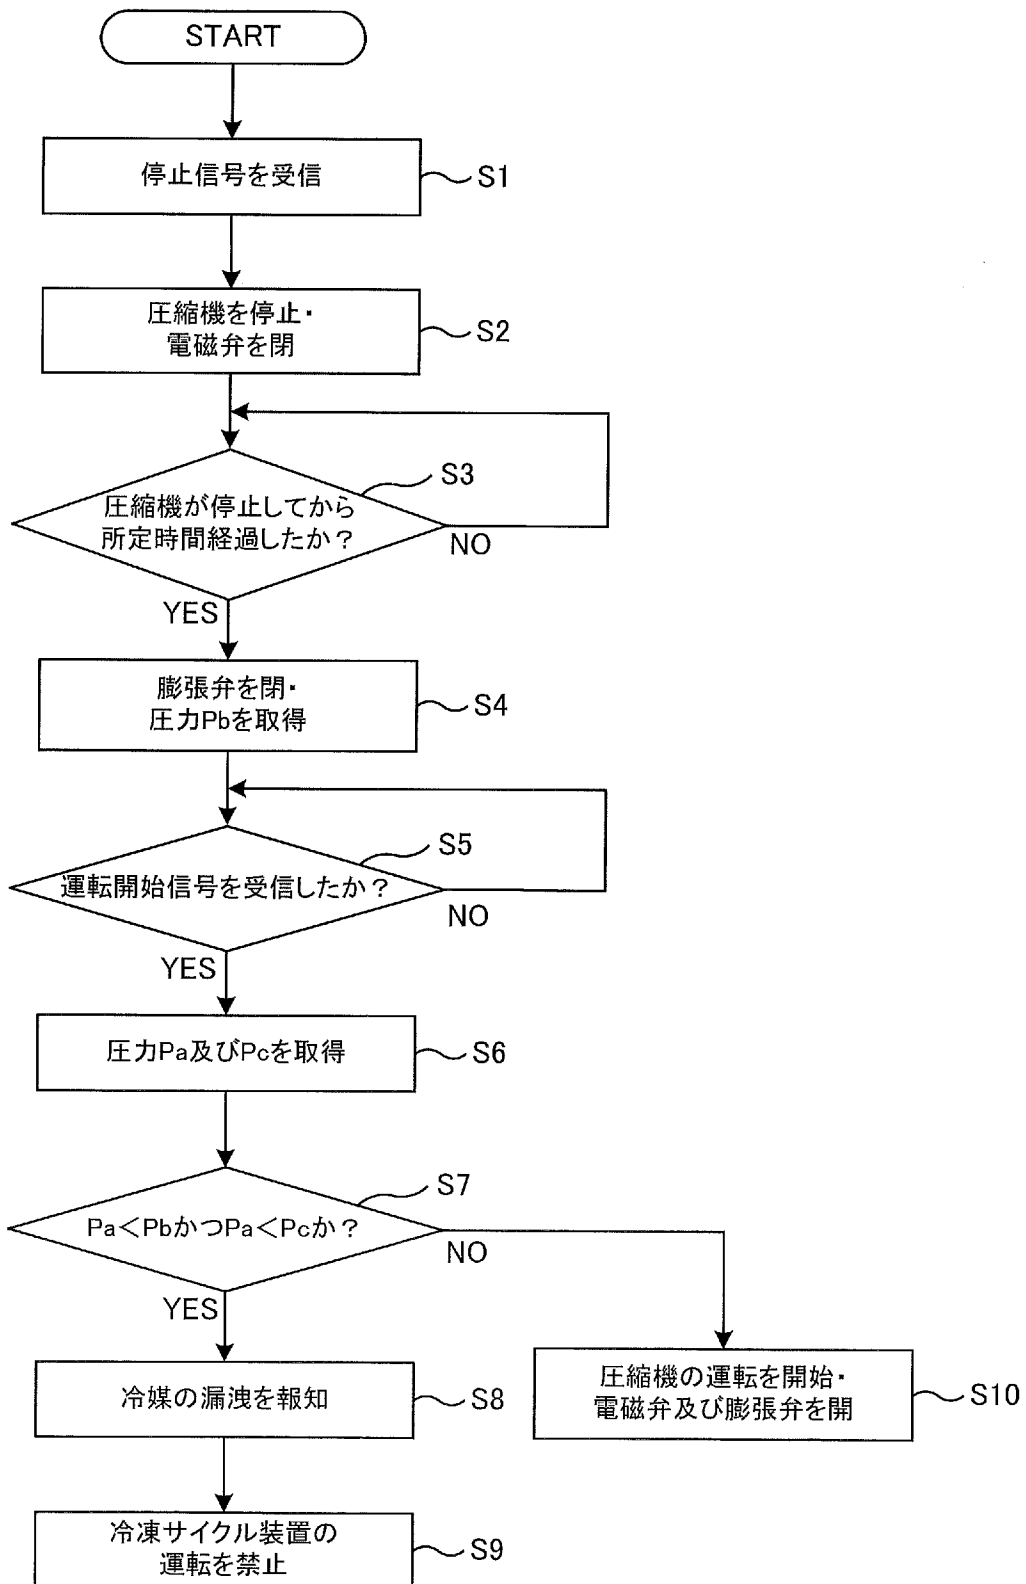 START
停止信号を受信
S1
圧縮機を停止・
電磁弁を閉
S2
S3
圧縮機が停止してから
所定時間経過したか？
NO
YES
膨張弁を閉・
圧力Pbを取得
S4
S5
運転開始信号を受信したか？
NO
YES
圧力Pa及びPcを取得
S6
S7
Pa＜PbかつPa＜Pcか？
NO
YES
冷媒の漏洩を報知
S8
圧縮機の運転を開始・
電磁弁及び膨張弁を開
S10
冷凍サイクル装置の
運転を禁止
S9